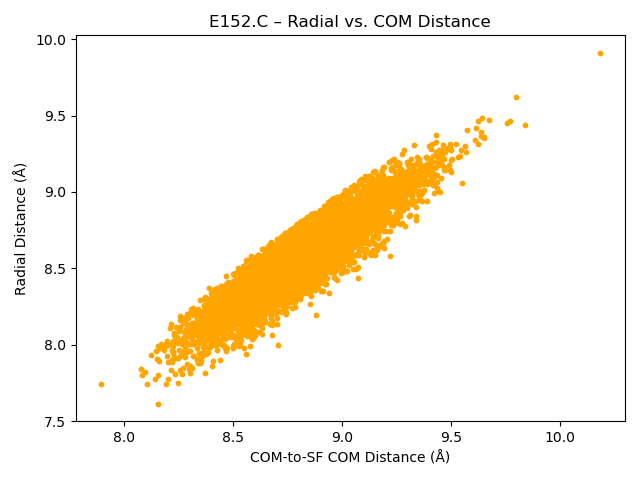 E152.C – Radial vs. COM Distance
10.0
9.5
9.0
8.5
8.0
7.5
Radial Distance (Å)
8.0 8.5 9.0 9.5 10.0
COM-to-SF COM Distance (Å)